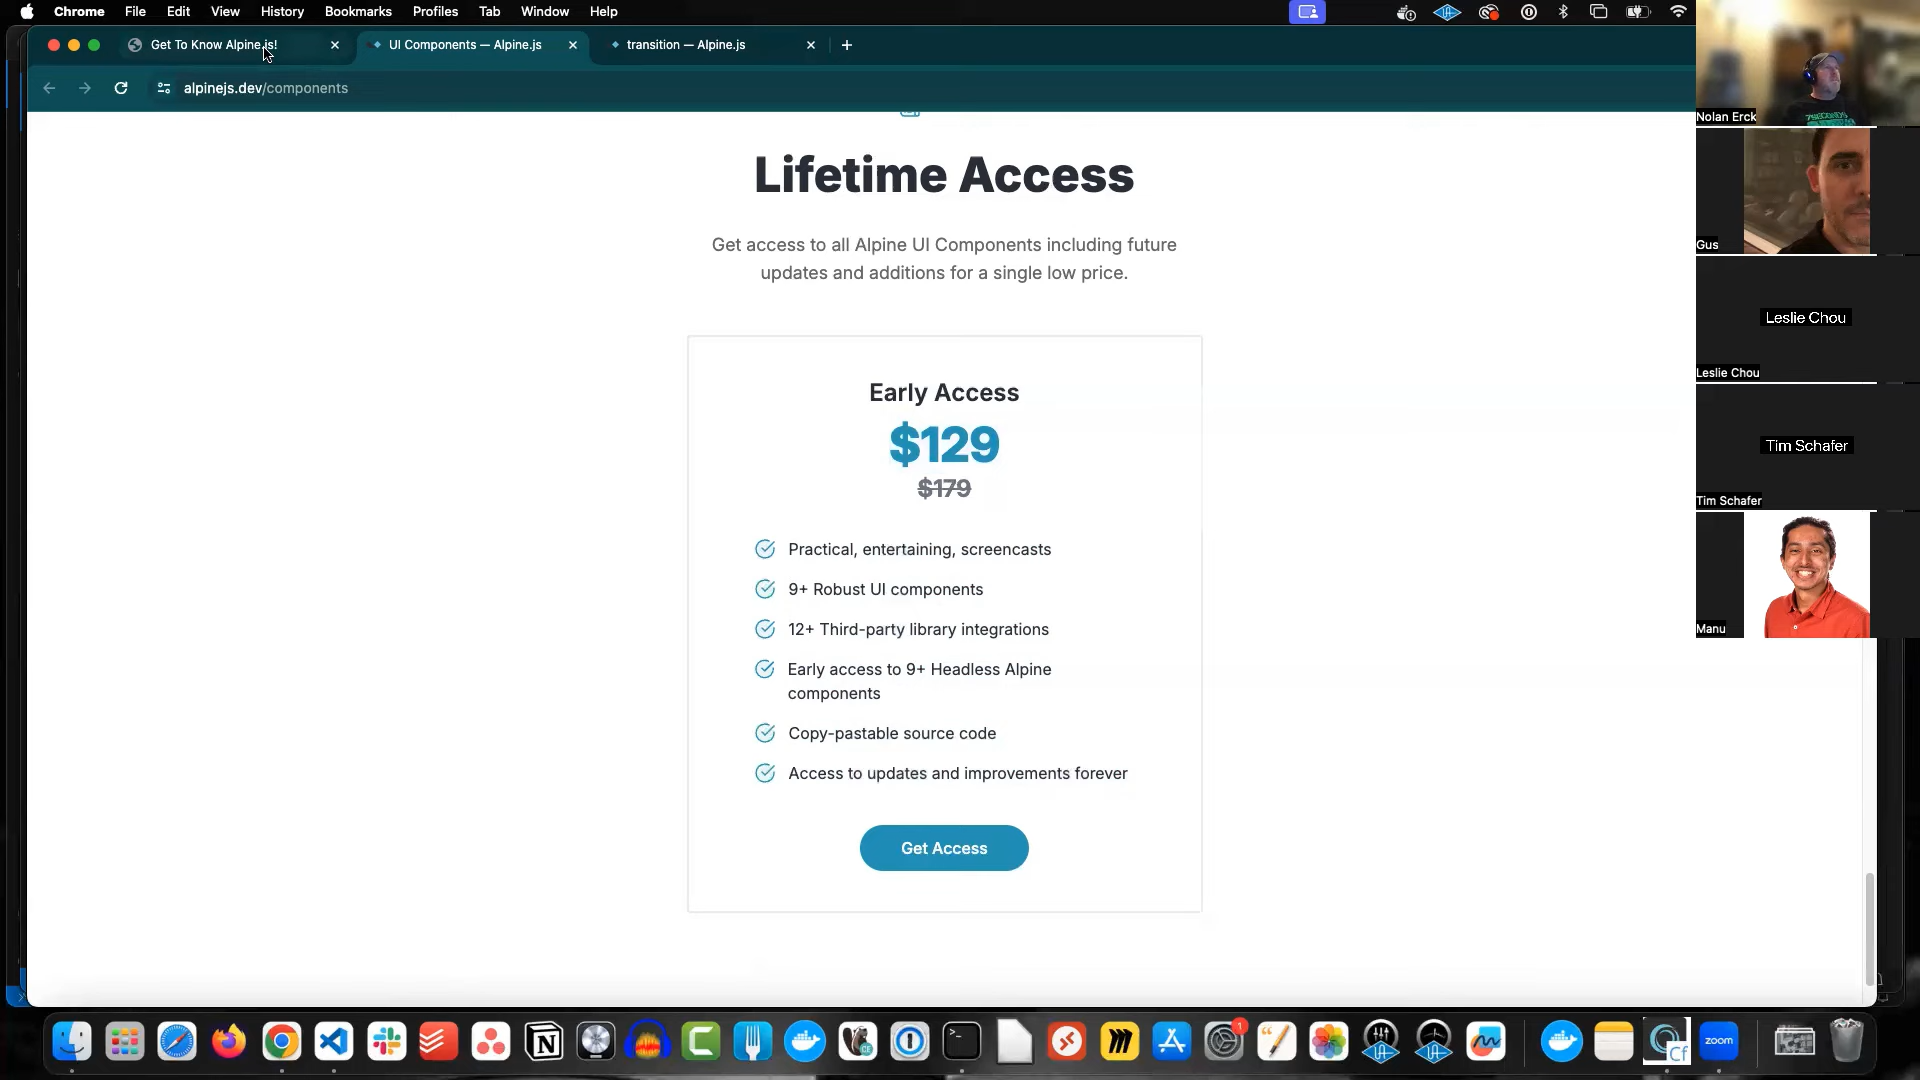 Chrome File Edit View History Bookmarks Profiles Tab Window Help
Get To Know Alpine.js!
UI Components — Alpine.js
transition — Alpine.js
alpinejs.dev/components
Lifetime Access
Get access to all Alpine UI Components including future
updates and additions for a single low price.
Early Access
$129
$179
Practical, entertaining, screencasts
9+ Robust UI components
12+ Third-party library integrations
Early access to 9+ Headless Alpine
components
Copy-pastable source code
Access to updates and improvements forever
Get Access
Nolan Erck
Gus
Leslie Chou
Leslie Chou
Tim Schafer
Tim Schafer
Manu
1
Cf
zoom